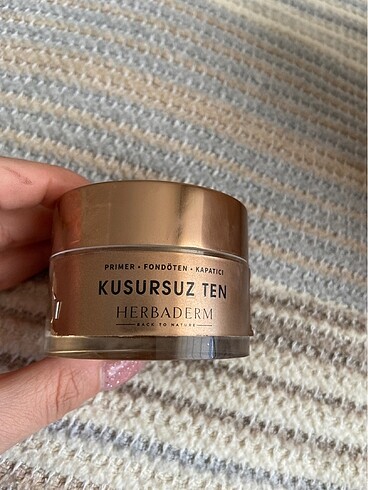 PRIMER • FONDÖTEN • KAPATICI
KUSURSUZ TEN
HERBADERM
BACK TO NATURE